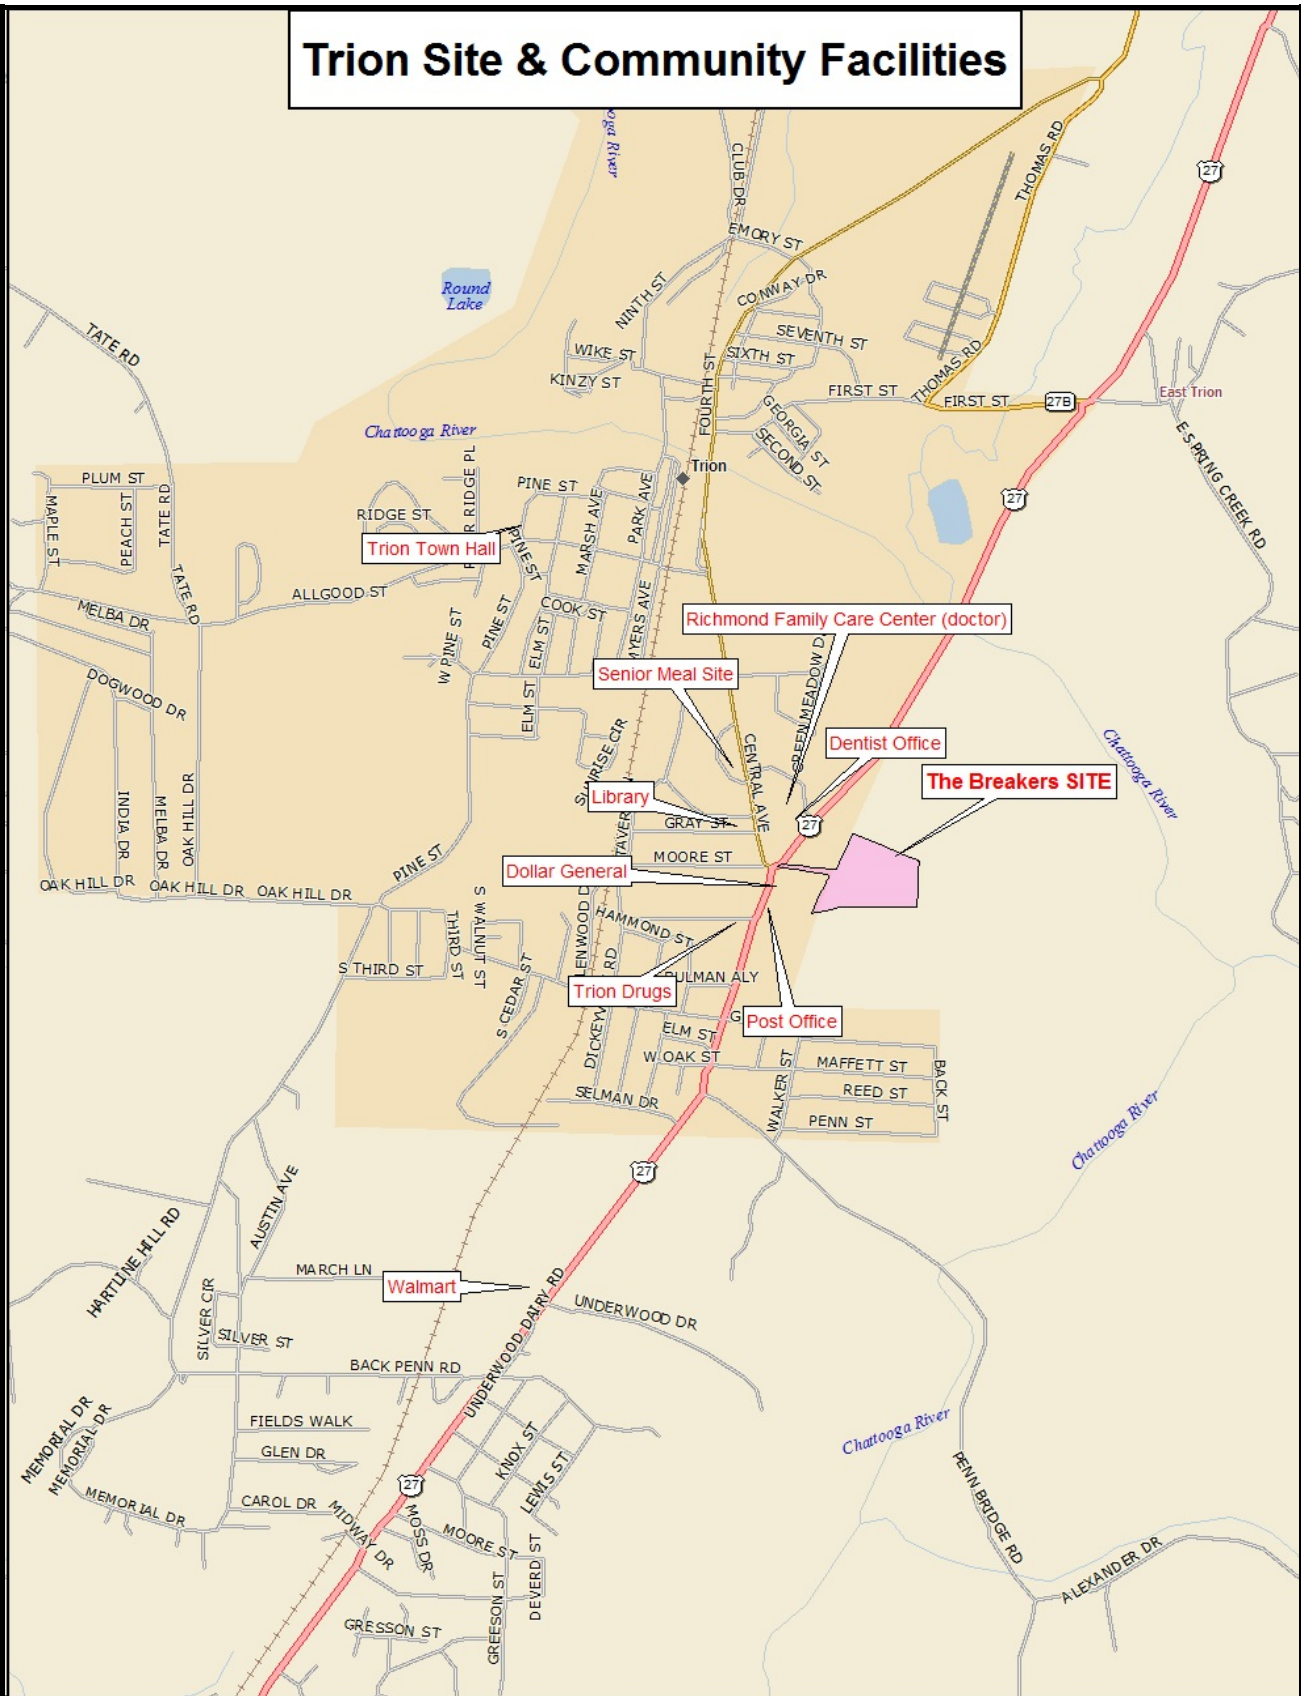 Trion Site & Community Facilities
ooga River
CLUB DR
THOMAS RD
27
EMORY ST
Round
Lake
NINTH ST
CONWAY DR
TATE RD
SEVENTH ST
WIKE ST
SIXTH ST
KINZY ST
FOURTH ST
FIRST ST
THOMAS RD
FIRST ST
27B
East Trion
GEORGIA ST
SECOND ST
Chattooga River
E SPRING CREEK RD
Trion
PLUM ST
MAPLE ST
PEACH ST
TATE RD
RIDGE ST
RIDGE PL
PINE ST
MARSH AVE
PARK AVE
27
Trion Town Hall
PINE ST
TATE RD
ALLGOOD ST
MELBA DR
COOK ST
W PINE ST
PINE ST
ELM ST
MYERS AVE
Richmond Family Care Center (doctor)
Senior Meal Site
DOGWOOD DR
ELM ST
GREEN MEADOW D
SUNRISE CIR
CENTRAL AVE
Dentist Office
Chattooga River
The Breakers SITE
Library
INDIA DR
MELBA DR
OAK HILL DR
GRAY ST
27
TAVER
MOORE ST
PINE ST
Dollar General
OAK HILL DR
OAK HILL DR
OAK HILL DR
S WALNUT ST
THIRD ST
LENWOOD D
HAMMOND ST
S THIRD ST
S CEDAR ST
RD
PULMAN ALY
Trion Drugs
G
Post Office
DICKEYV
ELM ST
W OAK ST
MAFFETT ST
WALKER ST
BACK ST
REED ST
SELMAN DR
PENN ST
Chattooga River
27
AUSTIN AVE
HARTLINE HILL RD
MARCH LN
Walmart
SILVER CIR
SILVER ST
UNDERWOOD DAIRY RD
UNDERWOOD DR
BACK PENN RD
MEMORIAL DR
MEMORIAL DR
FIELDS WALK
GLEN DR
KNOX ST
LEWIS ST
Chattooga River
27
PENN BRIDGE RD
MEMORIAL DR
CAROL DR
MIDWAY DR
MOSS DR
MOORE ST
DEVERD ST
ALEXANDER DR
GREESON ST
GRESSON ST